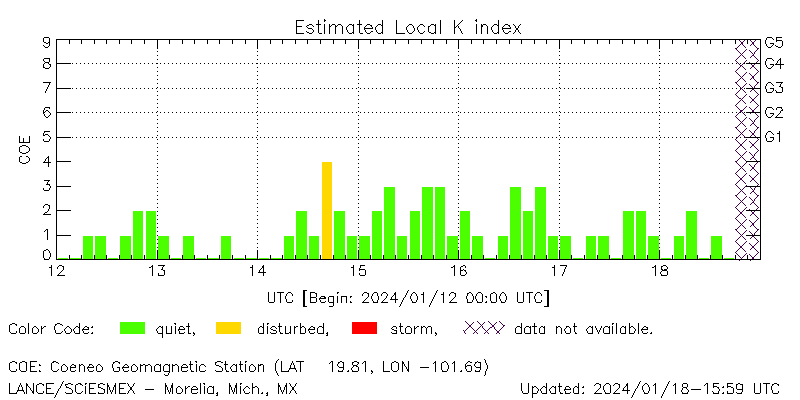 Estimated Local K index
9 G5
8 G4
7 G3
6 G2
5 G1
4
3
2
1
0
COE
12 13 14 15 16 17 18
UTC [Begin: 2024/01/12 00:00 UTC]
Color Code: quiet, disturbed, storm, data not available.
COE: Coeneo Geomagnetic Station (LAT 19.81, LON -101.69)
LANCE/SCiESMEX - Morelia, Mich., MX Updated: 2024/01/18-15:59 UTC